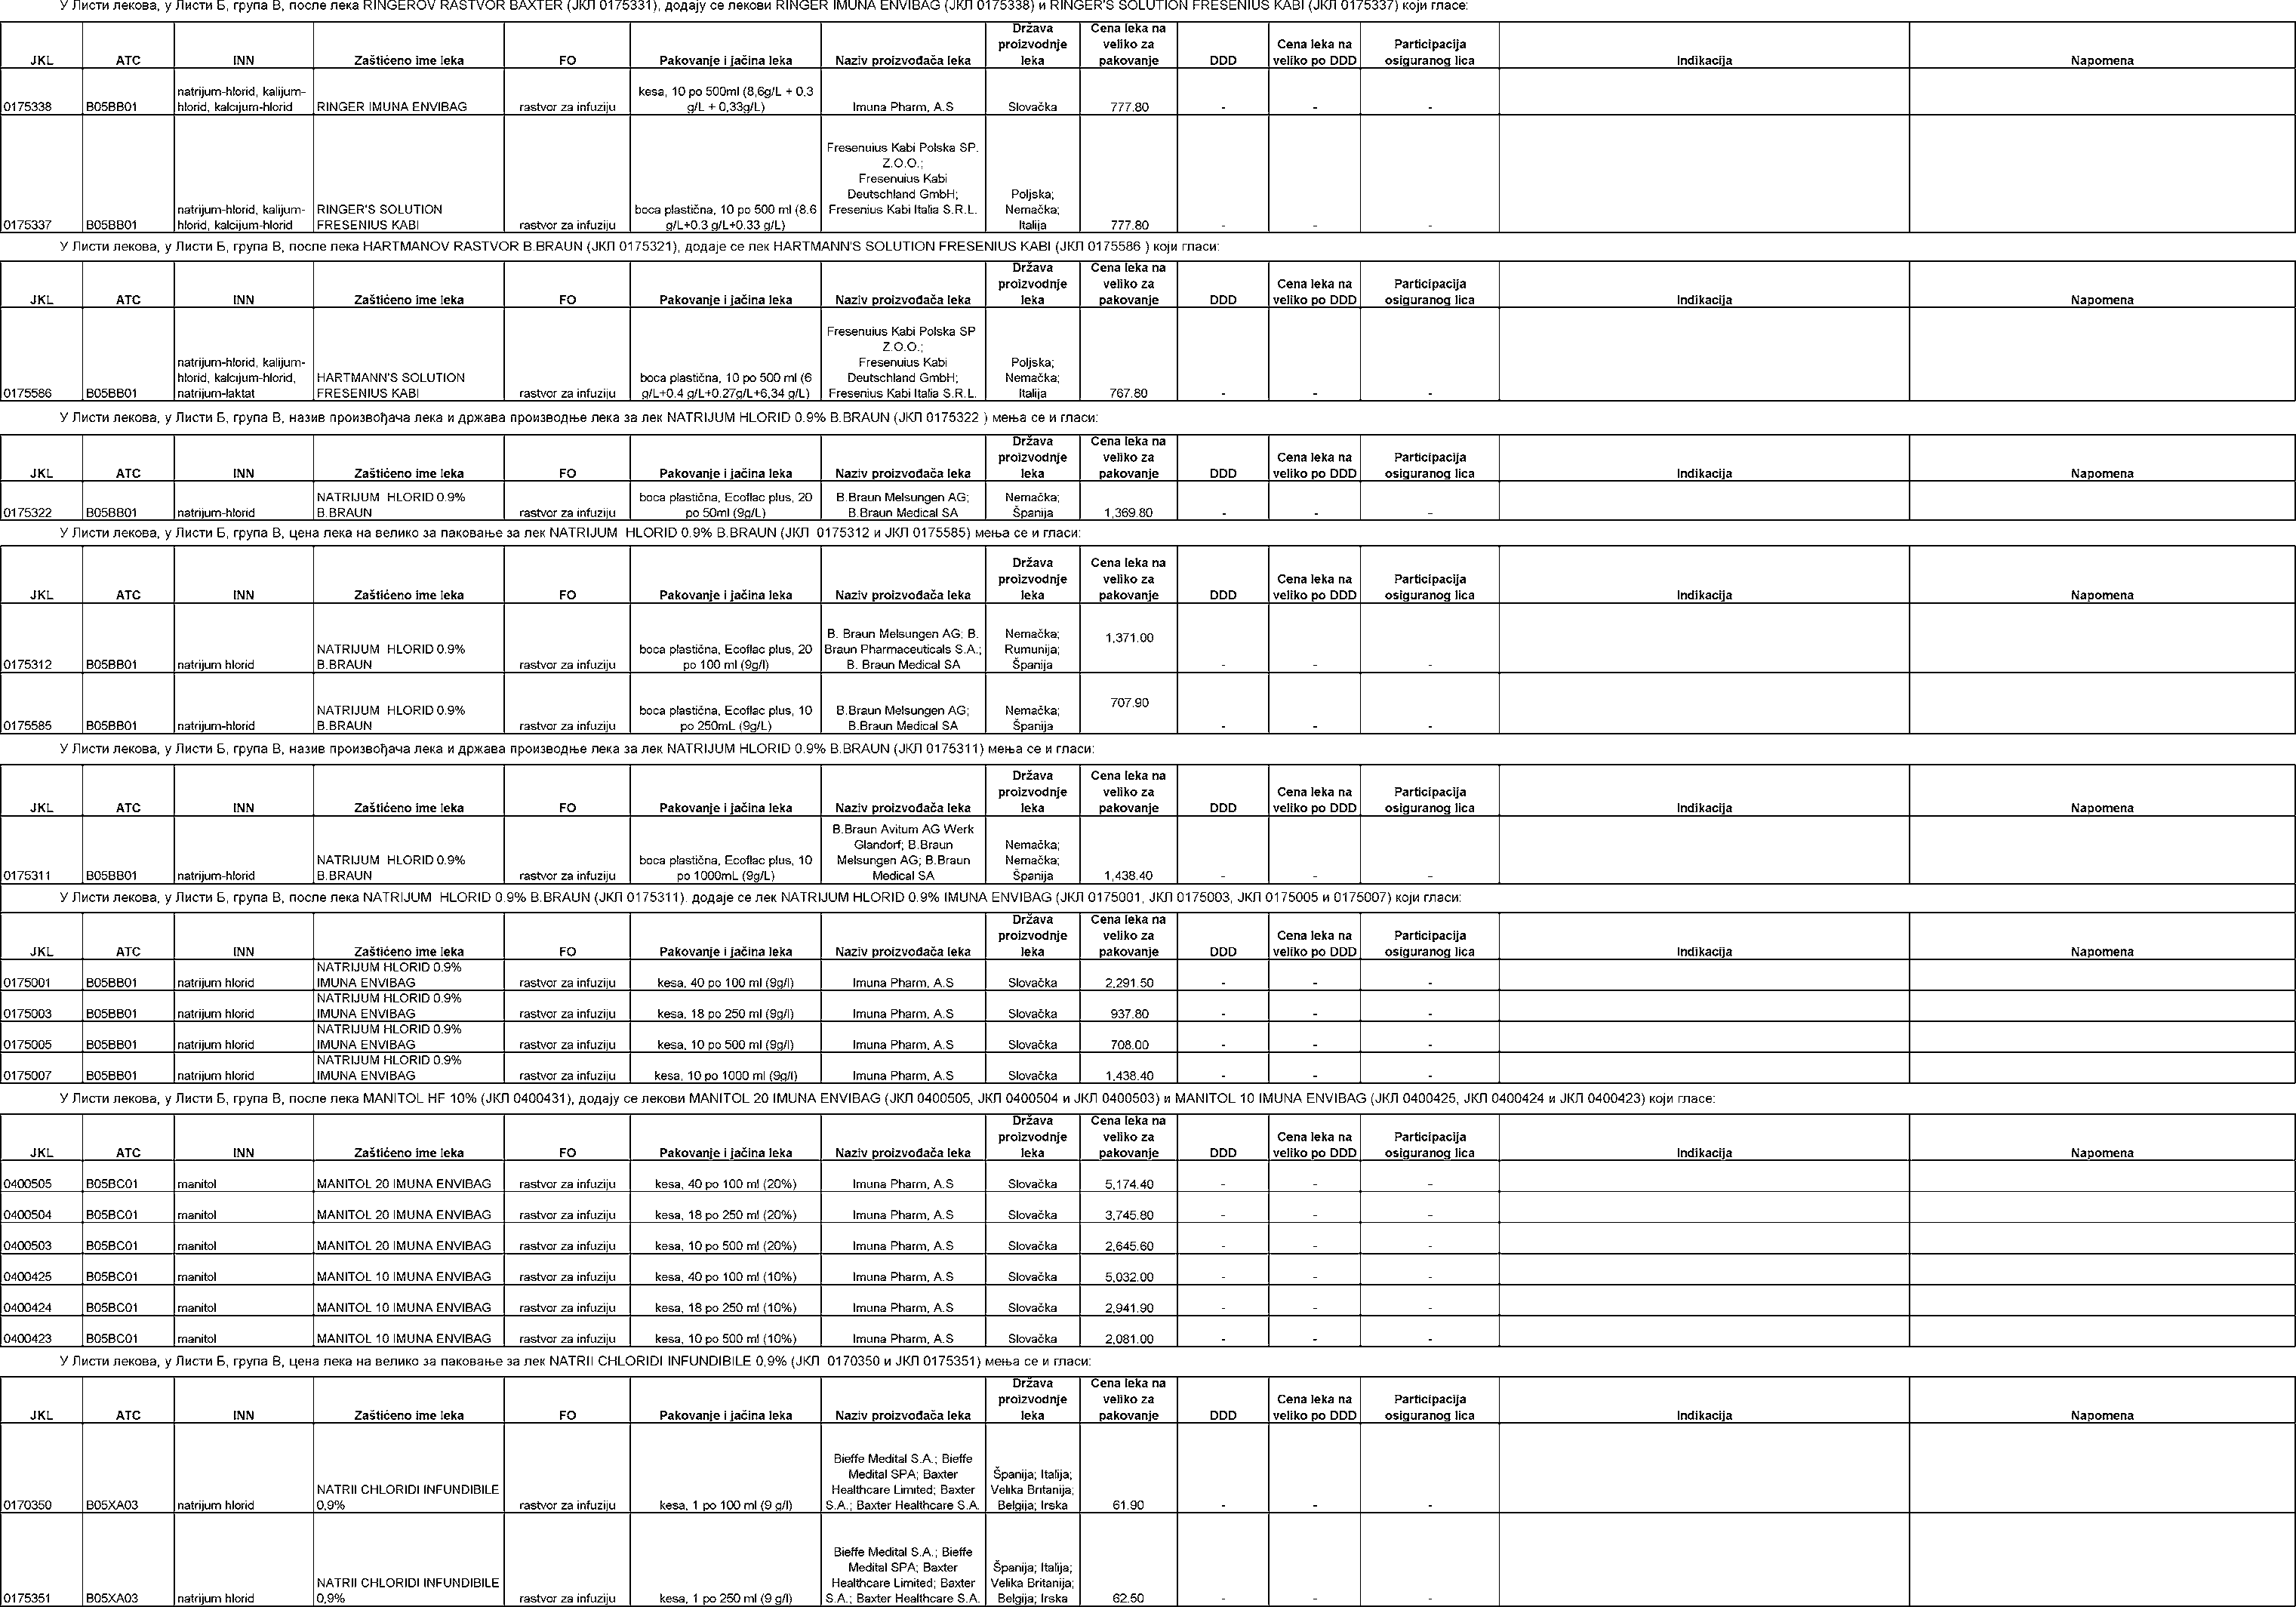 У Листи лекова, у Листи Б, група В, после лека RINGEROV RASTVOR BAXTER (ЈКЛ 0175331), додају се лекови RINGER IMUNA ENVIBAG (ЈКЛ 0175338) и RINGER'S SOLUTION FRESENIUS KABI (ЈКЛ 0175337) који гласе:
JKL ATC INN Zaštićeno ime leka FO Pakovanje i jačina leka Naziv proizvođača leka Država proizvodnje leka Cena leka na veliko za pakovanje DDD Cena leka na veliko po DDD Participacija osiguranog lica Indikacija Napomena
0175338 B05BB01 natrijum-hlorid, kalijum-hlorid, kalcijum-hlorid RINGER IMUNA ENVIBAG rastvor za infuziju kesa, 10 po 500ml (8,6g/L + 0,3 g/L + 0,33g/L) Imuna Pharm, A.S Slovačka 777.80 - - -
0175337 B05BB01 natrijum-hlorid, kalijum-hlorid, kalcijum-hlorid RINGER'S SOLUTION FRESENIUS KABI rastvor za infuziju boca plastična, 10 po 500 ml (8.6 g/L+0.3 g/L+0.33 g/L) Fresenuius Kabi Polska SP. Z.O.O.; Fresenuius Kabi Deutschland GmbH; Fresenius Kabi Italia S.R.L. Poljska; Nemačka; Italija 777.80 - - -
У Листи лекова, у Листи Б, група В, после лека HARTMANOV RASTVOR B.BRAUN (ЈКЛ 0175321), додаје се лек HARTMANN'S SOLUTION FRESENIUS KABI (ЈКЛ 0175586 ) који гласи:
JKL ATC INN Zaštićeno ime leka FO Pakovanje i jačina leka Naziv proizvođača leka Država proizvodnje leka Cena leka na veliko za pakovanje DDD Cena leka na veliko po DDD Participacija osiguranog lica Indikacija Napomena
0175586 B05BB01 natrijum-hlorid, kalijum-hlorid, kalcijum-hlorid, natrijum-laktat HARTMANN'S SOLUTION FRESENIUS KABI rastvor za infuziju boca plastična, 10 po 500 ml (6 g/L+0.4 g/L+0.27g/L+6,34 g/L) Fresenuius Kabi Polska SP Z.O.O.; Fresenuius Kabi Deutschland GmbH; Fresenius Kabi Italia S.R.L. Poljska; Nemačka; Italija 767.80 - - -
У Листи лекова, у Листи Б, група В, назив произвођача лека и држава производње лека за лек NATRIJUM HLORID 0.9% B.BRAUN (ЈКЛ 0175322 ) мења се и гласи:
JKL ATC INN Zaštićeno ime leka FO Pakovanje i jačina leka Naziv proizvođača leka Država proizvodnje leka Cena leka na veliko za pakovanje DDD Cena leka na veliko po DDD Participacija osiguranog lica Indikacija Napomena
0175322 B05BB01 natrijum-hlorid NATRIJUM HLORID 0.9% B.BRAUN rastvor za infuziju boca plastična, Ecoflac plus, 20 po 50ml (9g/L) B.Braun Melsungen AG; B.Braun Medical SA Nemačka; Španija 1,369.80 - - -
У Листи лекова, у Листи Б, група В, цена лека на велико за паковање за лек NATRIJUM HLORID 0.9% B.BRAUN (ЈКЛ 0175312 и ЈКЛ 0175585) мења се и гласи:
JKL ATC INN Zaštićeno ime leka FO Pakovanje i jačina leka Naziv proizvođača leka Država proizvodnje leka Cena leka na veliko za pakovanje DDD Cena leka na veliko po DDD Participacija osiguranog lica Indikacija Napomena
0175312 B05BB01 natrijum hlorid NATRIJUM HLORID 0.9% B.BRAUN rastvor za infuziju boca plastična, Ecoflac plus, 20 po 100 ml (9g/l) B. Braun Melsungen AG; B. Braun Pharmaceuticals S.A.; B. Braun Medical SA Nemačka; Rumunija; Španija 1,371.00 - - -
0175585 B05BB01 natrijum-hlorid NATRIJUM HLORID 0.9% B.BRAUN rastvor za infuziju boca plastična, Ecoflac plus, 10 po 250mL (9g/L) B.Braun Melsungen AG; B.Braun Medical SA Nemačka; Španija 707.90 - - -
У Листи лекова, у Листи Б, група В, назив произвођача лека и држава производње лека за лек NATRIJUM HLORID 0.9% B.BRAUN (ЈКЛ 0175311) мења се и гласи:
JKL ATC INN Zaštićeno ime leka FO Pakovanje i jačina leka Naziv proizvođača leka Država proizvodnje leka Cena leka na veliko za pakovanje DDD Cena leka na veliko po DDD Participacija osiguranog lica Indikacija Napomena
0175311 B05BB01 natrijum-hlorid NATRIJUM HLORID 0.9% B.BRAUN rastvor za infuziju boca plastična, Ecoflac plus, 10 po 1000mL (9g/L) B.Braun Avitum AG Werk Glandorf; B.Braun Melsungen AG; B.Braun Medical SA Nemačka; Nemačka; Španija 1,438.40 - - -
У Листи лекова, у Листи Б, група В, после лека NATRIJUM HLORID 0.9% B.BRAUN (ЈКЛ 0175311), додаје се лек NATRIJUM HLORID 0.9% IMUNA ENVIBAG (ЈКЛ 0175001, ЈКЛ 0175003, ЈКЛ 0175005 и 0175007) који гласи:
JKL ATC INN Zaštićeno ime leka FO Pakovanje i jačina leka Naziv proizvođača leka Država proizvodnje leka Cena leka na veliko za pakovanje DDD Cena leka na veliko po DDD Participacija osiguranog lica Indikacija Napomena
0175001 B05BB01 natrijum hlorid NATRIJUM HLORID 0,9% IMUNA ENVIBAG rastvor za infuziju kesa, 40 po 100 ml (9g/l) Imuna Pharm, A.S Slovačka 2,291.50 - - -
0175003 B05BB01 natrijum hlorid NATRIJUM HLORID 0,9% IMUNA ENVIBAG rastvor za infuziju kesa, 18 po 250 ml (9g/l) Imuna Pharm, A.S Slovačka 937.80 - - -
0175005 B05BB01 natrijum hlorid NATRIJUM HLORID 0,9% IMUNA ENVIBAG rastvor za infuziju kesa, 10 po 500 ml (9g/l) Imuna Pharm, A.S Slovačka 708.00 - - -
0175007 B05BB01 natrijum hlorid NATRIJUM HLORID 0,9% IMUNA ENVIBAG rastvor za infuziju kesa, 10 po 1000 ml (9g/l) Imuna Pharm, A.S Slovačka 1,438.40 - - -
У Листи лекова, у Листи Б, група В, после лека MANITOL HF 10% (ЈКЛ 0400431), додају се лекови MANITOL 20 IMUNA ENVIBAG (ЈКЛ 0400505, ЈКЛ 0400504 и ЈКЛ 0400503) и MANITOL 10 IMUNA ENVIBAG (ЈКЛ 0400425, ЈКЛ 0400424 и ЈКЛ 0400423) који гласе:
JKL ATC INN Zaštićeno ime leka FO Pakovanje i jačina leka Naziv proizvođača leka Država proizvodnje leka Cena leka na veliko za pakovanje DDD Cena leka na veliko po DDD Participacija osiguranog lica Indikacija Napomena
0400505 B05BC01 manitol MANITOL 20 IMUNA ENVIBAG rastvor za infuziju kesa, 40 po 100 ml (20%) Imuna Pharm, A.S Slovačka 5,174.40 - - -
0400504 B05BC01 manitol MANITOL 20 IMUNA ENVIBAG rastvor za infuziju kesa, 18 po 250 ml (20%) Imuna Pharm, A.S Slovačka 3,745.80 - - -
0400503 B05BC01 manitol MANITOL 20 IMUNA ENVIBAG rastvor za infuziju kesa, 10 po 500 ml (20%) Imuna Pharm, A.S Slovačka 2,645.60 - - -
0400425 B05BC01 manitol MANITOL 10 IMUNA ENVIBAG rastvor za infuziju kesa, 40 po 100 ml (10%) Imuna Pharm, A.S Slovačka 5,032.00 - - -
0400424 B05BC01 manitol MANITOL 10 IMUNA ENVIBAG rastvor za infuziju kesa, 18 po 250 ml (10%) Imuna Pharm, A.S Slovačka 2,941.90 - - -
0400423 B05BC01 manitol MANITOL 10 IMUNA ENVIBAG rastvor za infuziju kesa, 10 po 500 ml (10%) Imuna Pharm, A.S Slovačka 2,081.00 - - -
У Листи лекова, у Листи Б, група В, цена лека на велико за паковање за лек NATRII CHLORIDI INFUNDIBILE 0,9% (ЈКЛ 0170350 и ЈКЛ 0175351) мења се и гласи:
JKL ATC INN Zaštićeno ime leka FO Pakovanje i jačina leka Naziv proizvođača leka Država proizvodnje leka Cena leka na veliko za pakovanje DDD Cena leka na veliko po DDD Participacija osiguranog lica Indikacija Napomena
0170350 B05XA03 natrijum hlorid NATRII CHLORIDI INFUNDIBILE 0,9% rastvor za infuziju kesa, 1 po 100 ml (9 g/l) Bieffe Medital S.A.; Bieffe Medital SPA; Baxter Healthcare Limited; Baxter S.A.; Baxter Healthcare S.A. Španija; Italija; Velika Britanija; Belgija; Irska 61.90 - - -
0175351 B05XA03 natrijum hlorid NATRII CHLORIDI INFUNDIBILE 0,9% rastvor za infuziju kesa, 1 po 250 ml (9 g/l) Bieffe Medital S.A.; Bieffe Medital SPA; Baxter Healthcare Limited; Baxter S.A.; Baxter Healthcare S.A. Španija; Italija; Velika Britanija; Belgija; Irska 62.50 - - -